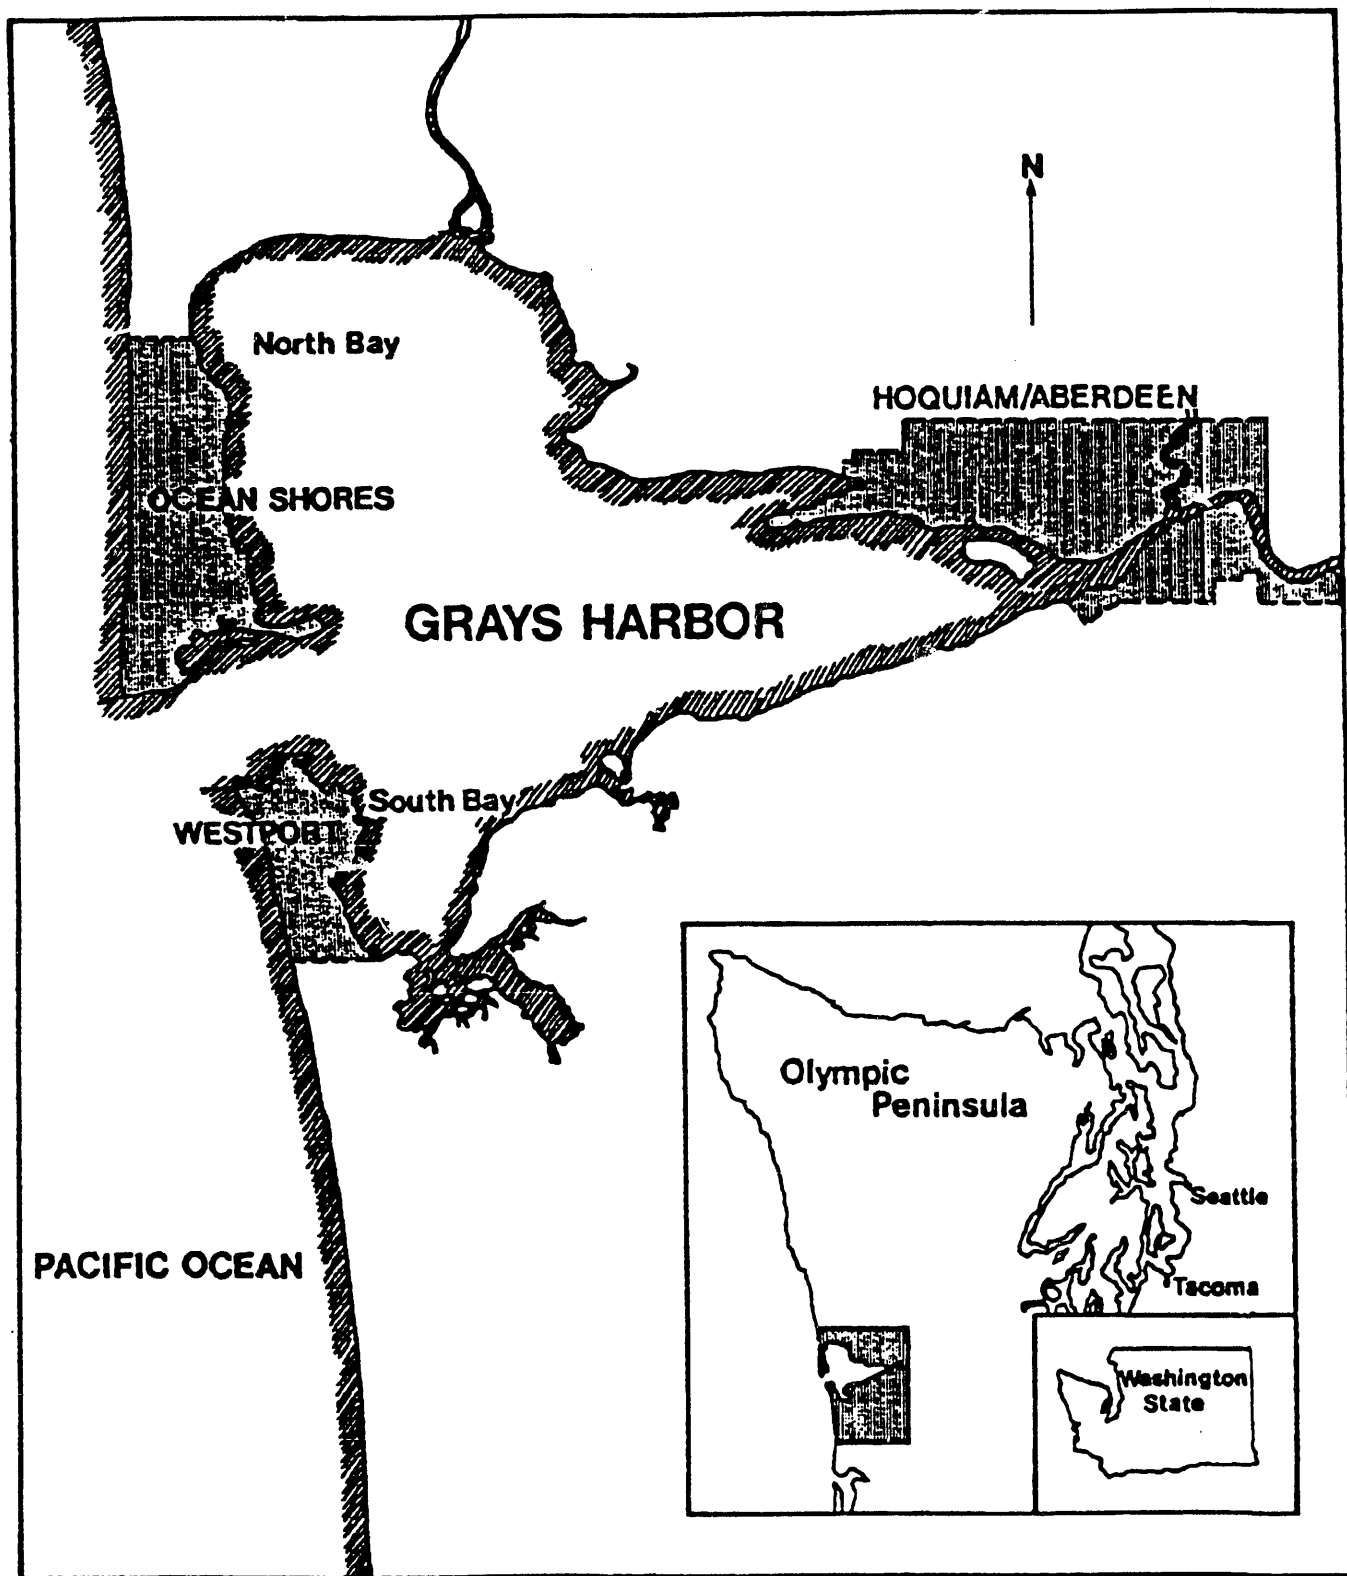 N
North Bay
HOQUIAM/ABERDEEN
OCEAN SHORES
GRAYS HARBOR
South Bay
WESTPORT
Olympic
Peninsula
Seattle
PACIFIC OCEAN
Tacoma
Washington
State